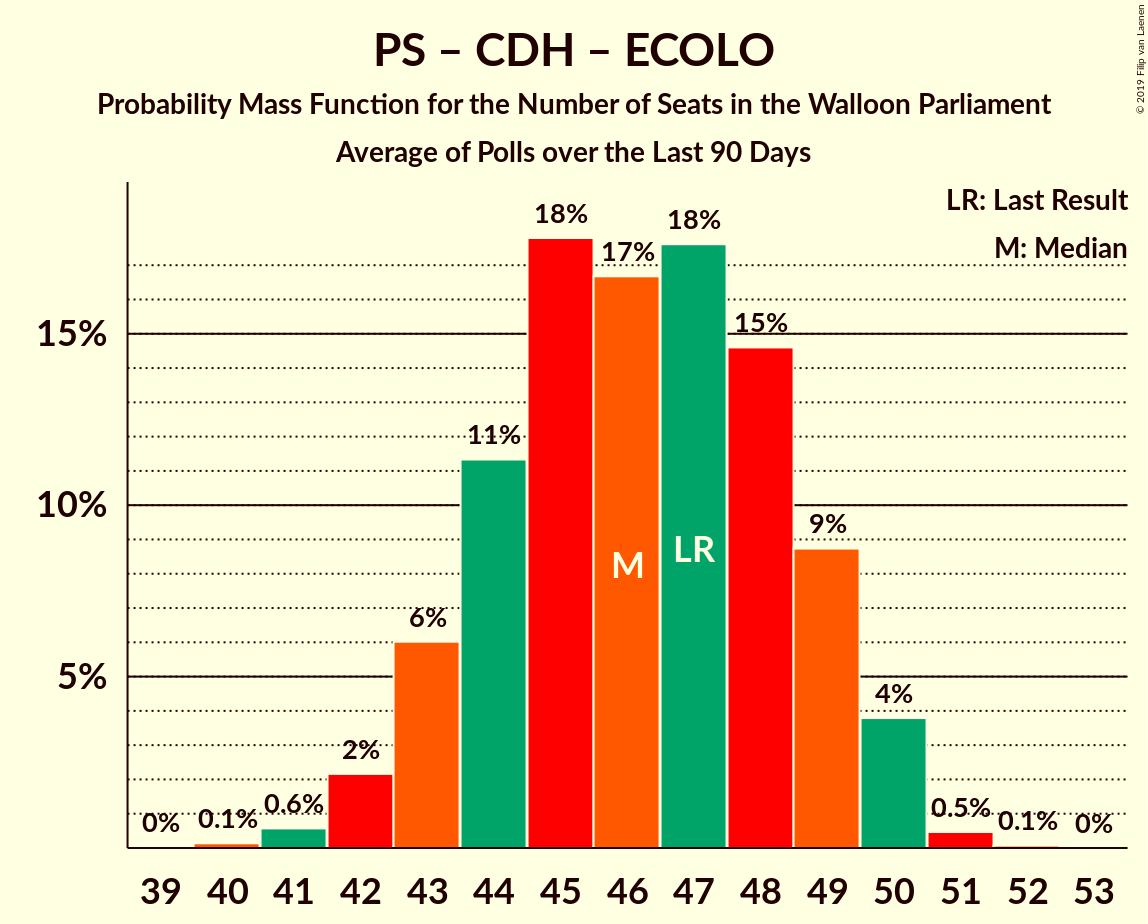 PS – CDH – ECOLO
Probability Mass Function for the Number of Seats in the Walloon Parliament
Average of Polls over the Last 90 Days
© 2019 Filip van Laenen
LR: Last Result
M: Median
18%
18%
17%
15%
15%
11%
10%
9%
M
LR
6%
5%
4%
2%
0% 0.1% 0.6% 0.5% 0.1% 0%
39 40 41 42 43 44 45 46 47 48 49 50 51 52 53